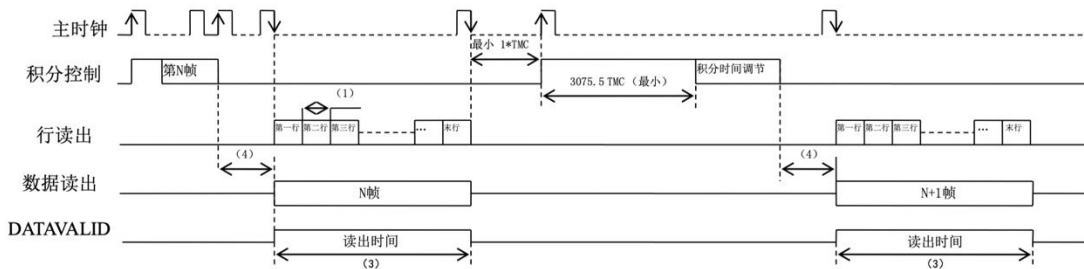 主时钟
最小 1*TMC
积分控制
第N帧
3075.5 TMC（最小）
积分时间调节
（1）
行读出
第一行 第二行 第三行 … 末行
第一行 第二行 第三行 … 末行
（4）
（4）
数据读出
N帧
N+1帧
DATAVALID
读出时间
读出时间
（3）
（3）